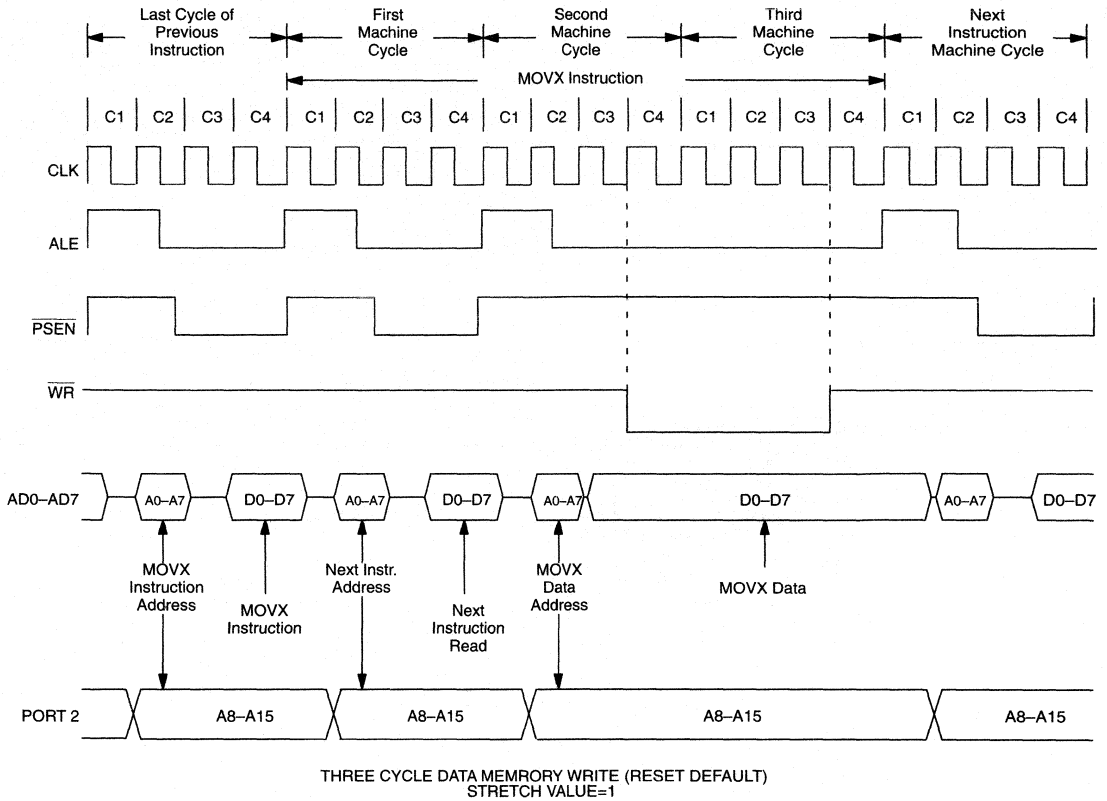 Last Cycle of
Previous
Instruction
First
Machine
Cycle
Second
Machine
Cycle
Third
Machine
Cycle
Next
Instruction
Machine Cycle
MOVX Instruction
C1 C2 C3 C4 C1 C2 C3 C4 C1 C2 C3 C4 C1 C2 C3 C4 C1 C2 C3 C4
CLK
ALE
PSEN
WR
AD0–AD7 A0–A7 D0–D7 A0–A7 D0–D7 A0–A7 D0–D7 A0–A7 D0–D7
MOVX
Instruction
Address
MOVX
Instruction
Next Instr.
Address
Next
Instruction
Read
MOVX
Data
Address
MOVX Data
PORT 2 A8–A15 A8–A15 A8–A15 A8–A15
THREE CYCLE DATA MEMRORY WRITE (RESET DEFAULT)
STRETCH VALUE=1